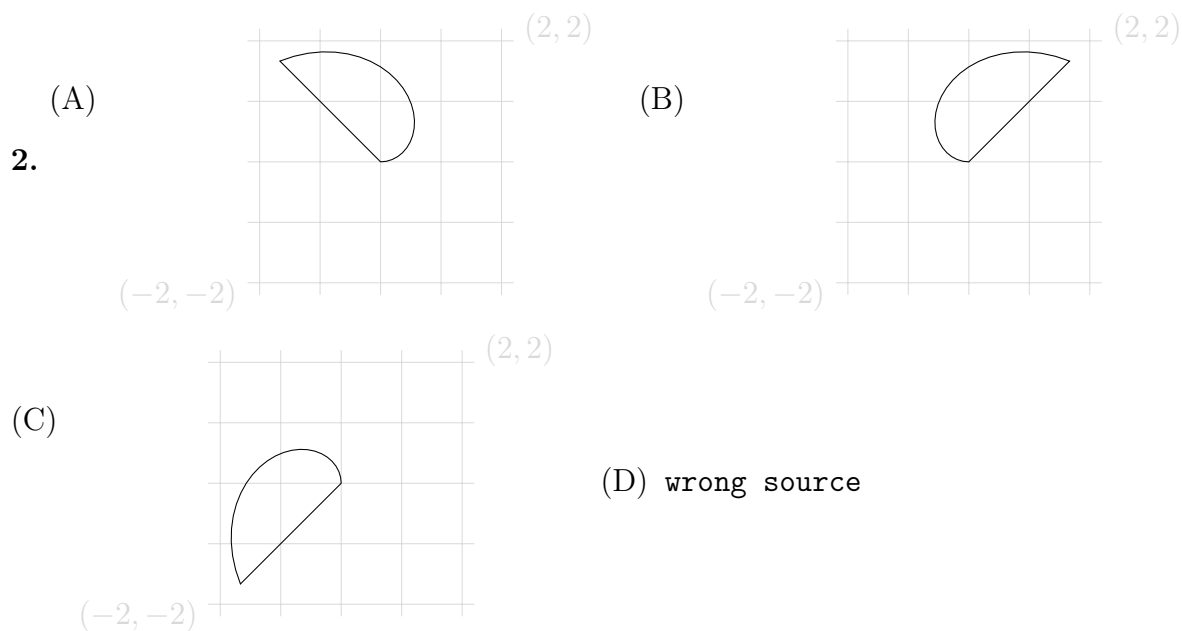 (2, 2)
(2, 2)
(A)
(B)
2.
(−2, −2)
(−2, −2)
(2, 2)
(C)
(D) wrong source
(−2, −2)